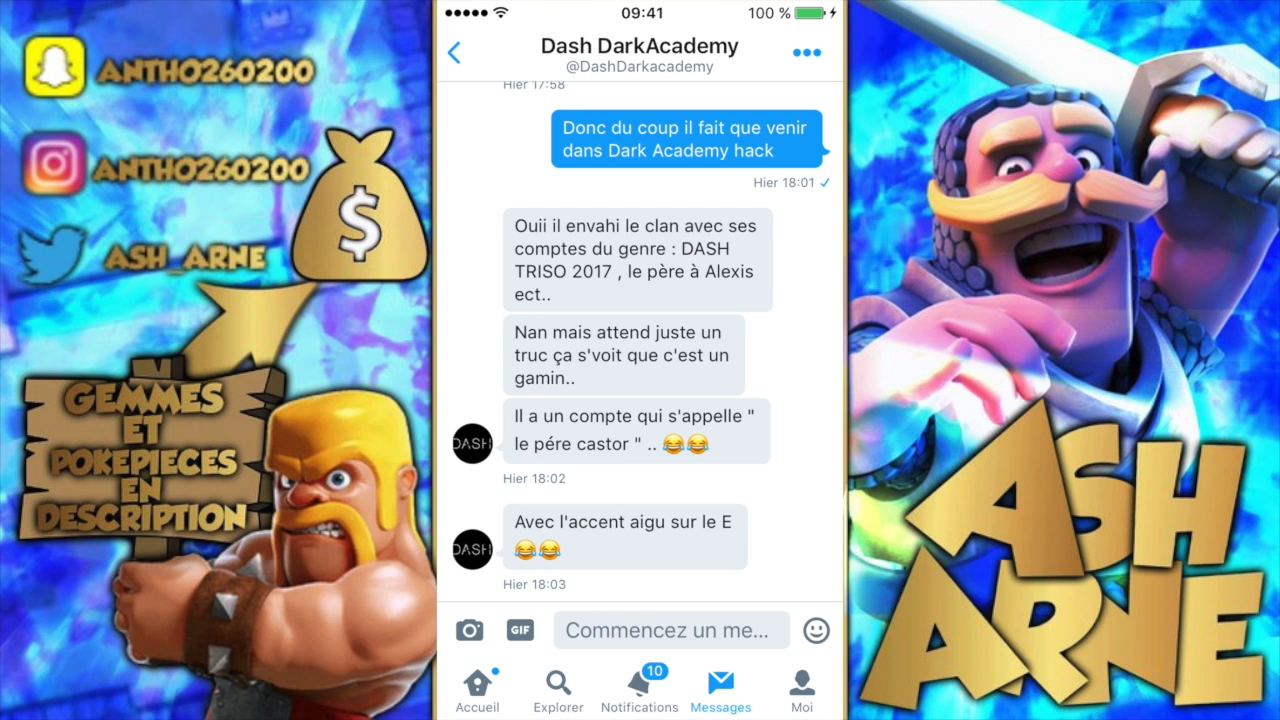 ANTHO260200
ANTHO260200
ASH_ARNE
$
GEMMES
ET
POKEPIECES
EN
DESCRIPTION
09:41
100 %
Dash DarkAcademy
@DashDarkacademy
Hier 17:58
Donc du coup il fait que venir
dans Dark Academy hack
Hier 18:01 ✓
Ouii il envahi le clan avec ses
comptes du genre : DASH
TRISO 2017 , le père à Alexis
ect..
Nan mais attend juste un
truc ça s'voit que c'est un
gamin..
Il a un compte qui s'appelle "
le pére castor " .. 😂😂
DASH
Hier 18:02
Avec l'accent aigu sur le E
😂😂
DASH
Hier 18:03
GIF
Commencez un me...
10
Accueil
Explorer
Notifications
Messages
Moi
ASH
ARNE